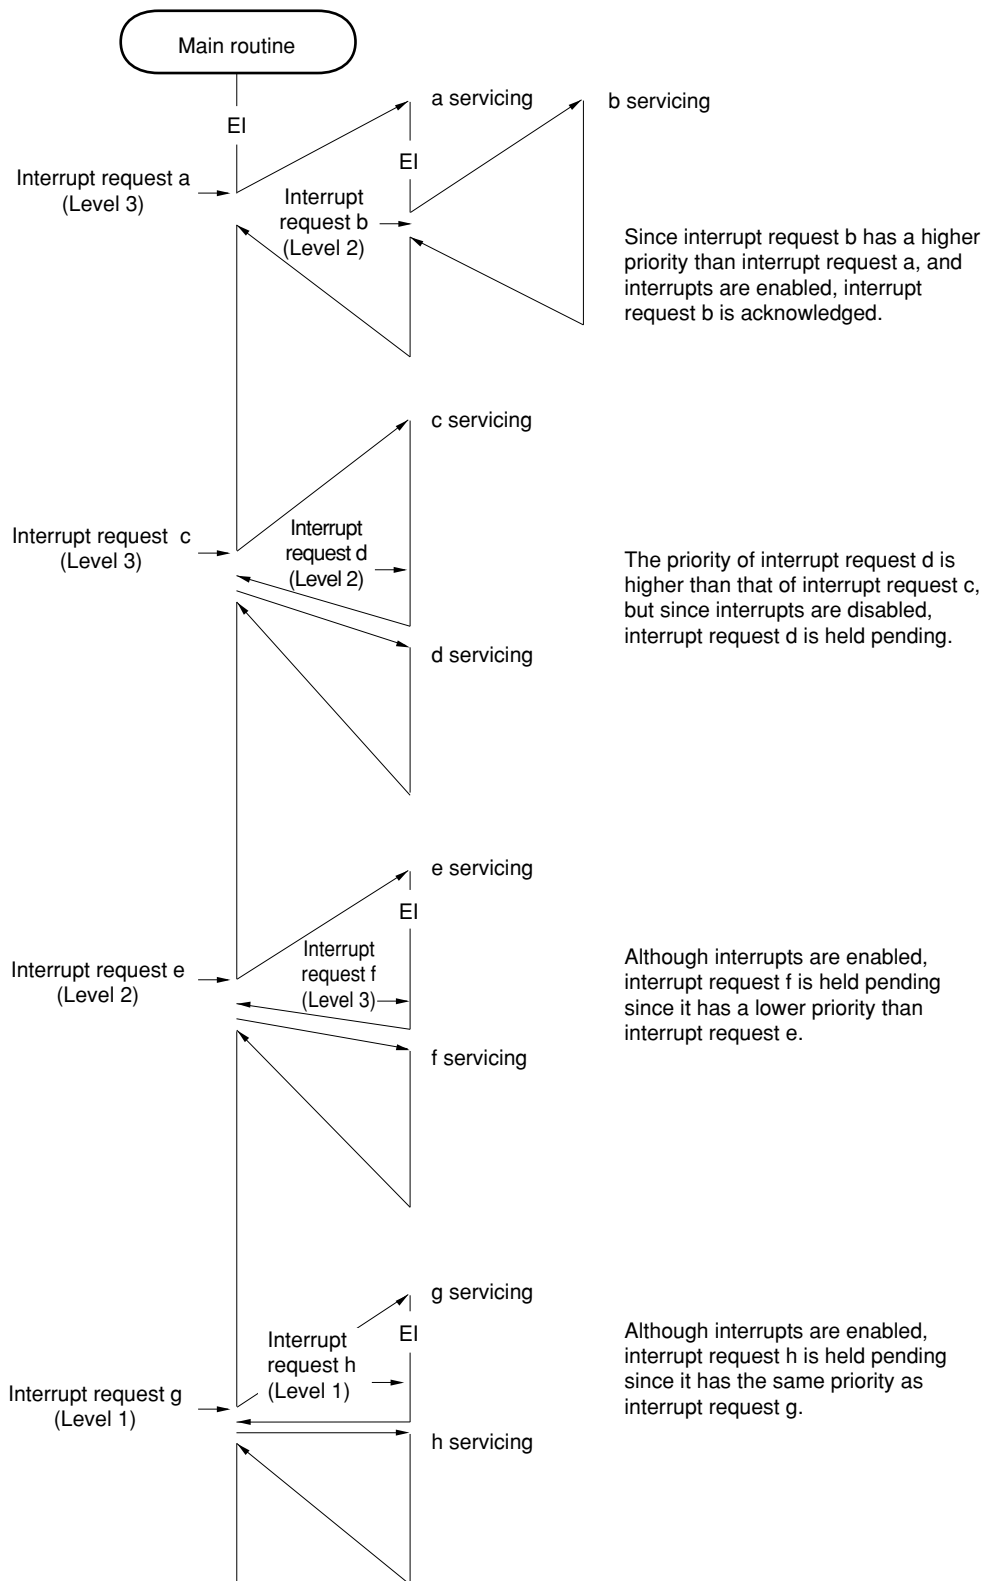 Main routine
EI
a servicing
b servicing
EI
Interrupt request a
(Level 3)
Interrupt
request b
(Level 2)
Since interrupt request b has a higher
priority than interrupt request a, and
interrupts are enabled, interrupt
request b is acknowledged.
c servicing
Interrupt request c
(Level 3)
Interrupt
request d
(Level 2)
The priority of interrupt request d is
higher than that of interrupt request c,
but since interrupts are disabled,
interrupt request d is held pending.
d servicing
e servicing
EI
Interrupt request e
(Level 2)
Interrupt
request f
(Level 3)
Although interrupts are enabled,
interrupt request f is held pending
since it has a lower priority than
interrupt request e.
f servicing
g servicing
EI
Interrupt request g
(Level 1)
Interrupt
request h
(Level 1)
Although interrupts are enabled,
interrupt request h is held pending
since it has the same priority as
interrupt request g.
h servicing